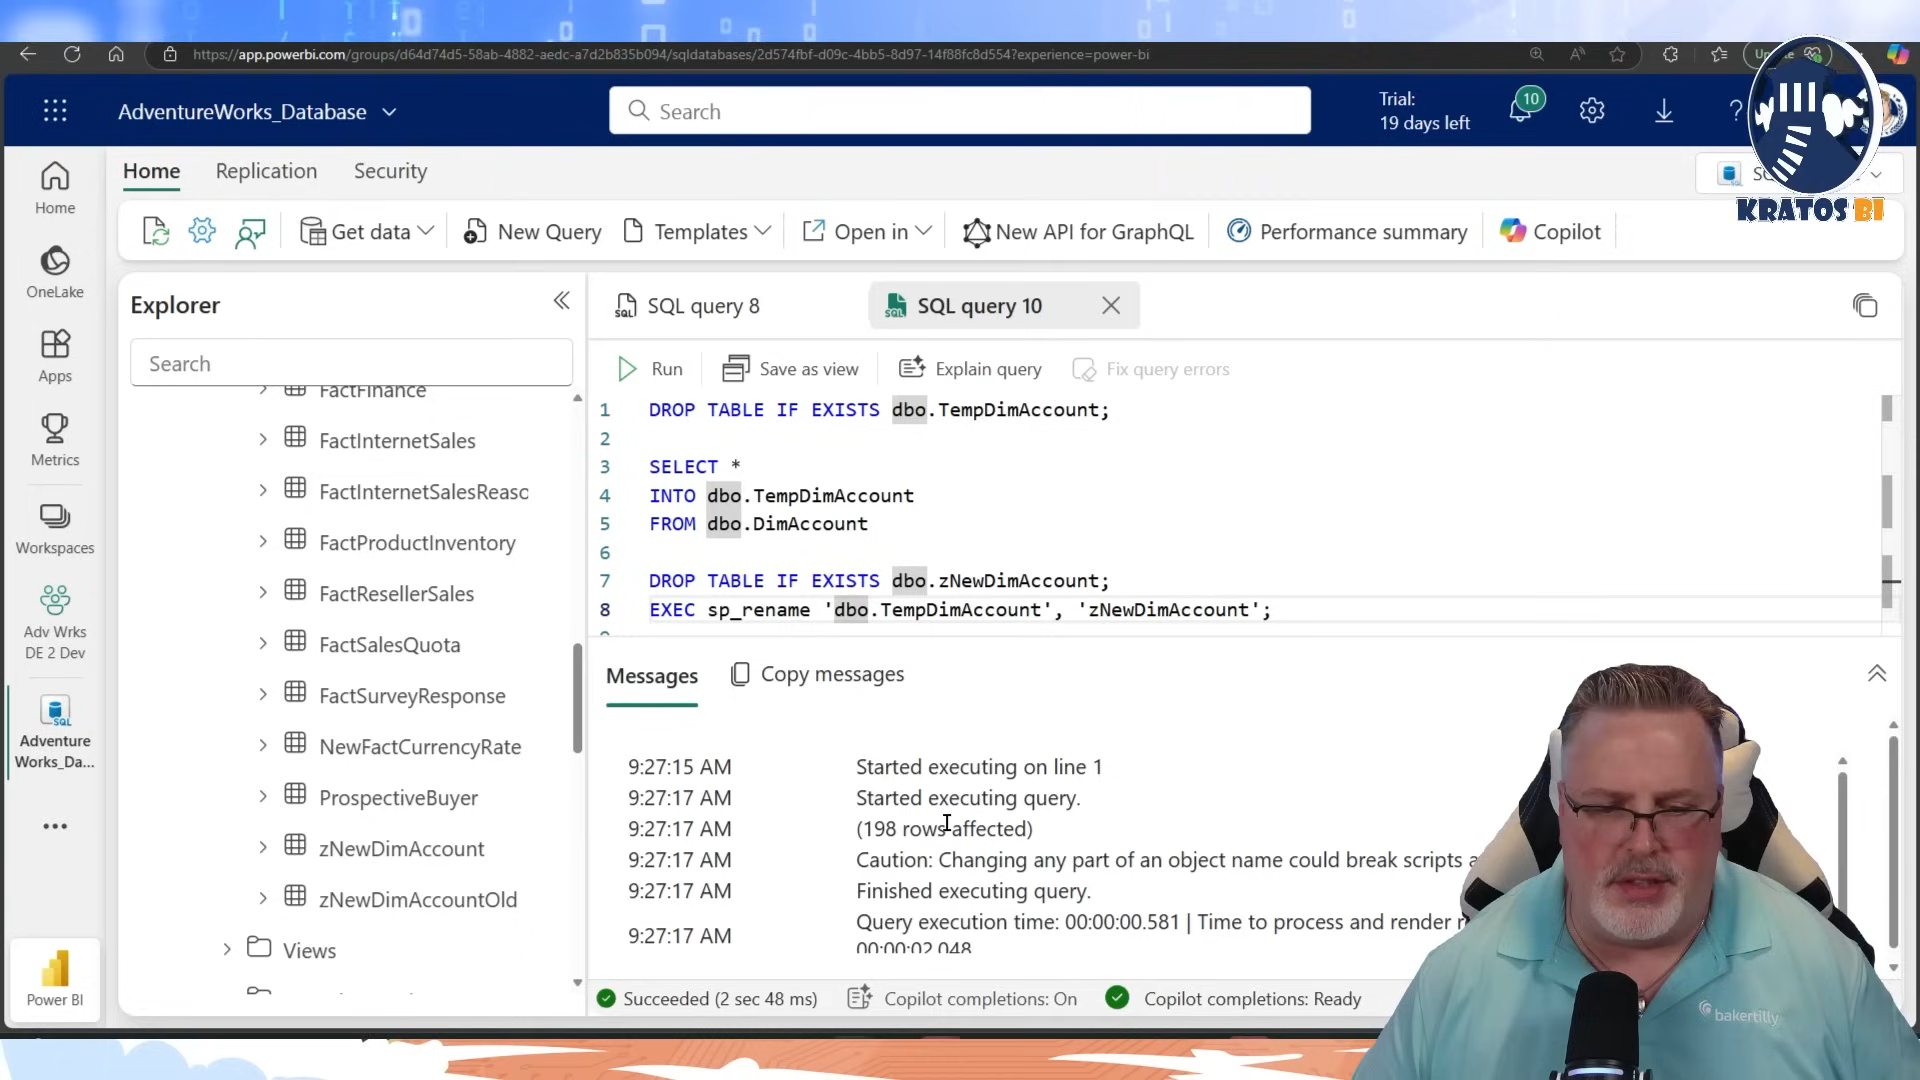 https://app.powerbi.com/groups/d64d74d5-58ab-4882-aedc-a7d2b835b094/sqldatabases/2d574fbf-d09c-4bb5-8d97-14f88fc8d554?experience=power-bi
AdventureWorks_Database
Search
Trial:
19 days left
10
?
KRATOS BI
Home
Replication
Security
Get data
New Query
Templates
Open in
New API for GraphQL
Performance summary
Copilot
Home
OneLake
Apps
Metrics
Workspaces
Adv Wrks
DE 2 Dev
Adventure
Works_Da...
Power BI
Explorer
Search
FactFinance
FactInternetSales
FactInternetSalesReasc
FactProductInventory
FactResellerSales
FactSalesQuota
FactSurveyResponse
NewFactCurrencyRate
ProspectiveBuyer
zNewDimAccount
zNewDimAccountOld
Views
SQL query 8
SQL query 10
Run
Save as view
Explain query
Fix query errors
1 DROP TABLE IF EXISTS dbo.TempDimAccount;
2
3 SELECT *
4 INTO dbo.TempDimAccount
5 FROM dbo.DimAccount
6
7 DROP TABLE IF EXISTS dbo.zNewDimAccount;
8 EXEC sp_rename 'dbo.TempDimAccount', 'zNewDimAccount';
Messages
Copy messages
9:27:15 AM Started executing on line 1
9:27:17 AM Started executing query.
9:27:17 AM (198 rows affected)
9:27:17 AM Caution: Changing any part of an object name could break scripts
9:27:17 AM Finished executing query.
9:27:17 AM Query execution time: 00:00:00.581 | Time to process and render
00:00:02.048
Succeeded (2 sec 48 ms)
Copilot completions: On
Copilot completions: Ready
bakertilly